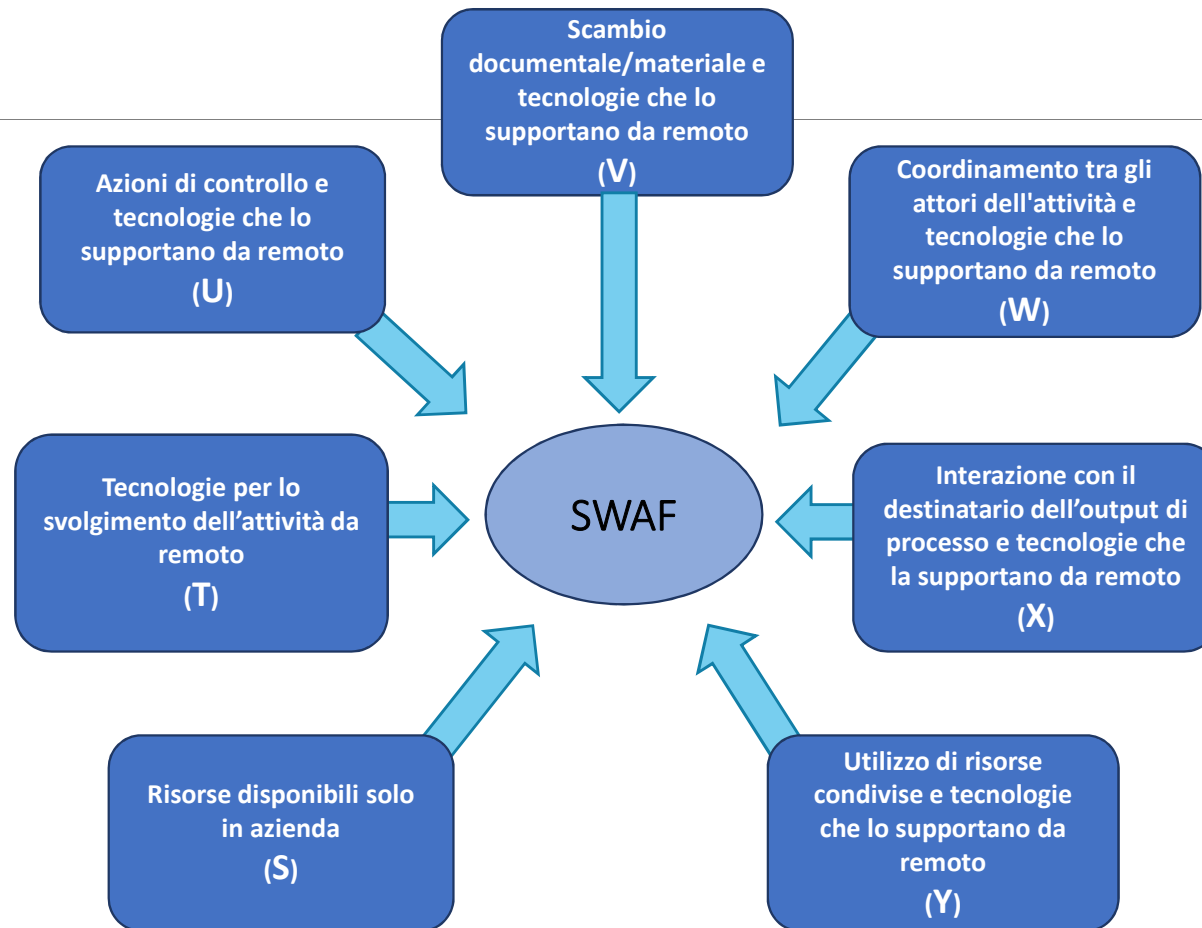 Scambio
documentale/materiale e
tecnologie che lo
supportano da remoto
(V)
Azioni di controllo e
tecnologie che lo
supportano da remoto
(U)
Coordinamento tra gli
attori dell'attività e
tecnologie che lo
supportano da remoto
(W)
Tecnologie per lo
svolgimento dell’attività da
remoto
(T)
SWAF
Interazione con il
destinatario dell’output di
processo e tecnologie che
la supportano da remoto
(X)
Risorse disponibili solo
in azienda
(S)
Utilizzo di risorse
condivise e tecnologie
che lo supportano da
remoto
(Y)